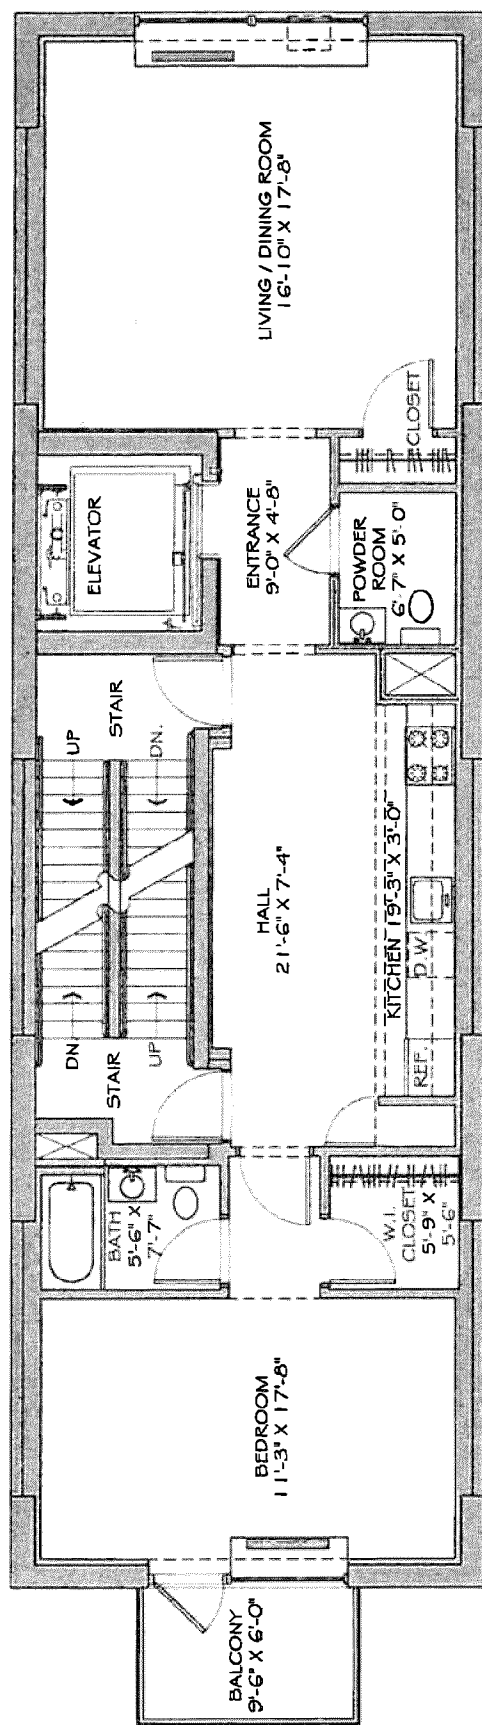 LIVING / DINING ROOM
16'-10" X 17'-8"
CLOSET
ELEVATOR
ENTRANCE
9'-0" X 4'-8"
POWDER
ROOM
6'-7" X 5'-0"
UP
STAIR
DN.
HALL
21'-6" X 7'-4"
KITCHEN 19'-3" X 3'-0"
D.W.
REF.
DN
STAIR
UP
BATH
5'-6" X
7'-7"
W.I.
CLOSET
5'-9" X
5'-6"
BEDROOM
11'-3" X 17'-8"
BALCONY
9'-6" X 6'-0"